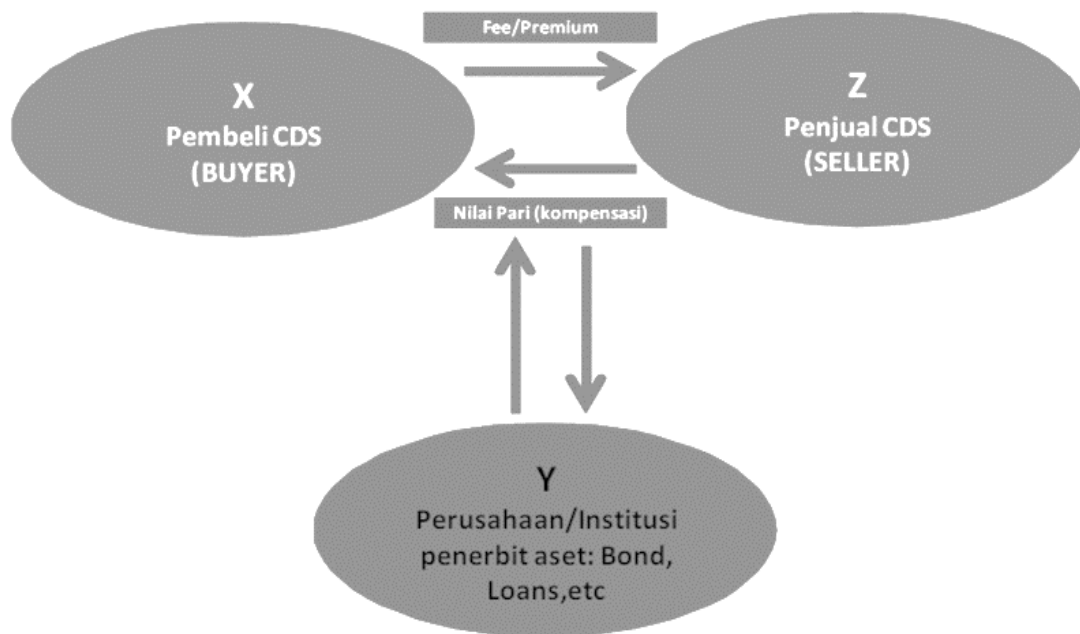 Fee/Premium
X
Pembeli CDS
(BUYER)
Z
Penjual CDS
(SELLER)
Nilai Pari (kompensasi)
Y
Perusahaan/Institusi
penerbit aset: Bond,
Loans,etc